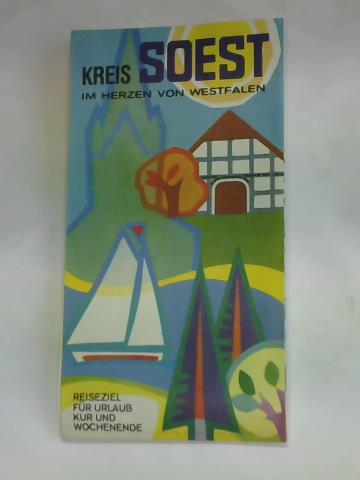 KREIS SOEST
IM HERZEN VON WESTFALEN
REISEZIEL
FÜR URLAUB
KUR UND
WOCHENENDE